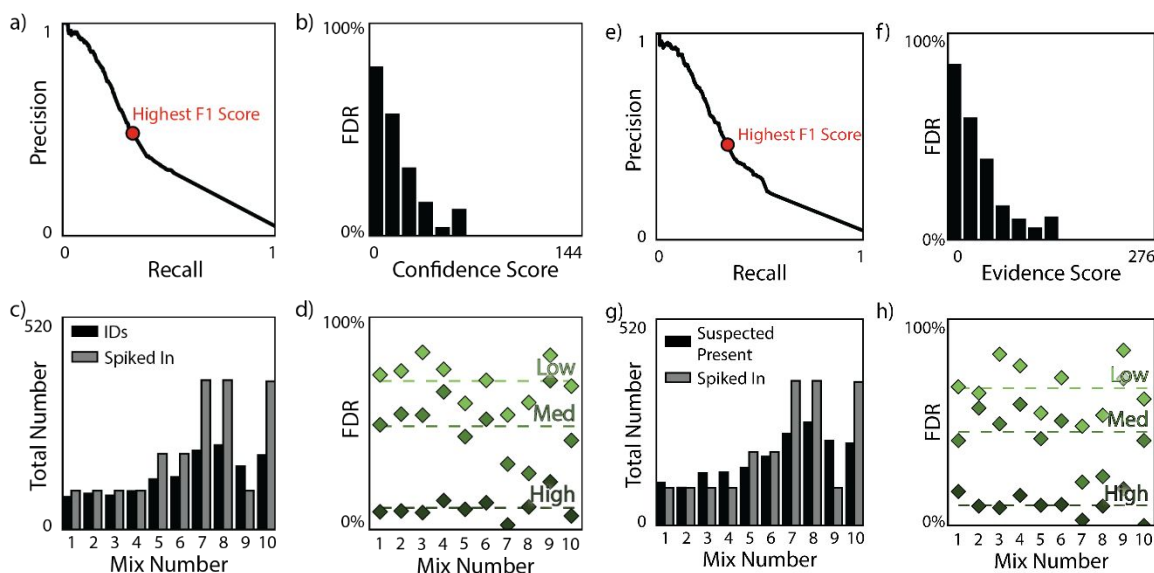 a)
1
Precision
Highest F1 Score
0
0
1
Recall
b)
100%
FDR
0%
0
144
Confidence Score
e)
1
Precision
Highest F1 Score
0
0
1
Recall
f)
100%
FDR
0%
0
276
Evidence Score
c)
520
Total Number
IDs
Spiked In
0
1 2 3 4 5 6 7 8 9 10
Mix Number
d)
100%
FDR
Low
Med
High
0%
1 2 3 4 5 6 7 8 9 10
Mix Number
g)
520
Total Number
Suspected
Present
Spiked In
0
1 2 3 4 5 6 7 8 9 10
Mix Number
h)
100%
FDR
Low
Med
High
0%
1 2 3 4 5 6 7 8 9 10
Mix Number